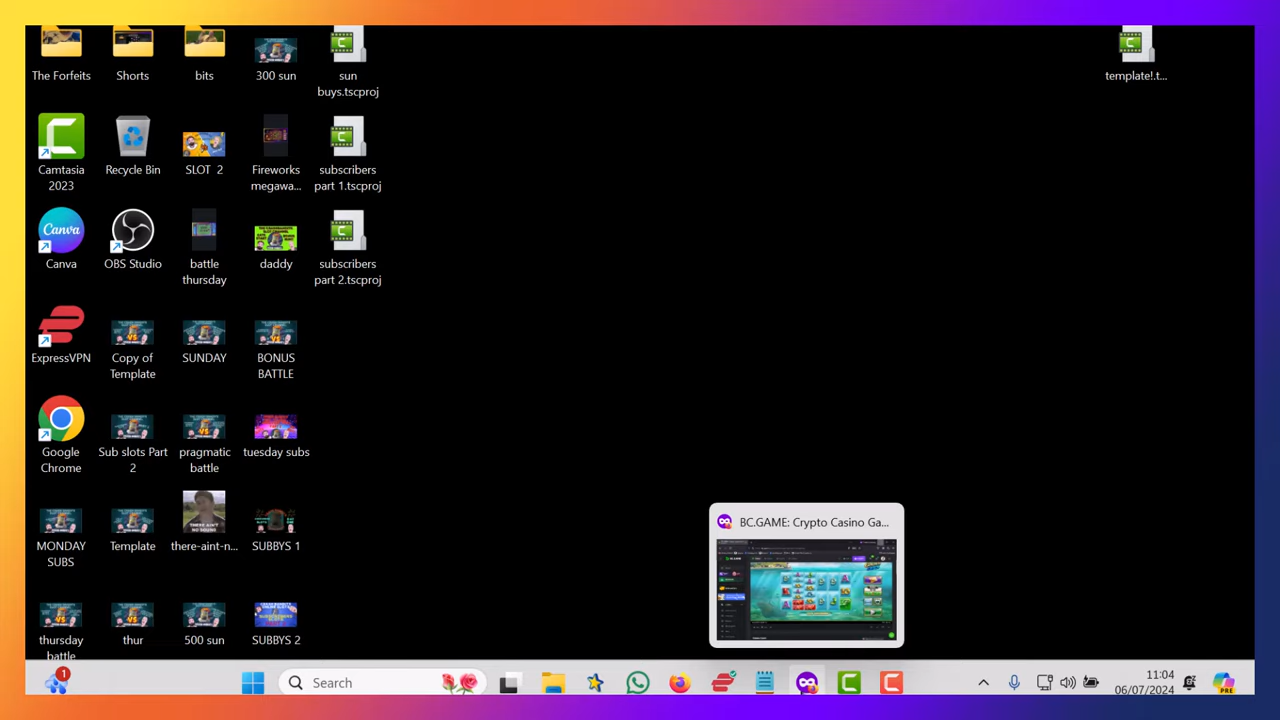 The Forfeits
Shorts
bits
300 sun
sun
buys.tscproj
template!.t...
Camtasia
2023
Recycle Bin
SLOT 2
Fireworks
megawa...
subscribers
part 1.tscproj
Canva
Canva
OBS Studio
battle
thursday
daddy
subscribers
part 2.tscproj
ExpressVPN
Copy of
Template
SUNDAY
BONUS
BATTLE
Google
Chrome
Sub slots Part
2
pragmatic
battle
tuesday subs
MONDAY
SUBS
Template
there-aint-n...
SUBBYS 1
BC.GAME: Crypto Casino Ga...
thursday
battle
thur
500 sun
SUBBYS 2
1
Search
11:04
06/07/2024
PRE